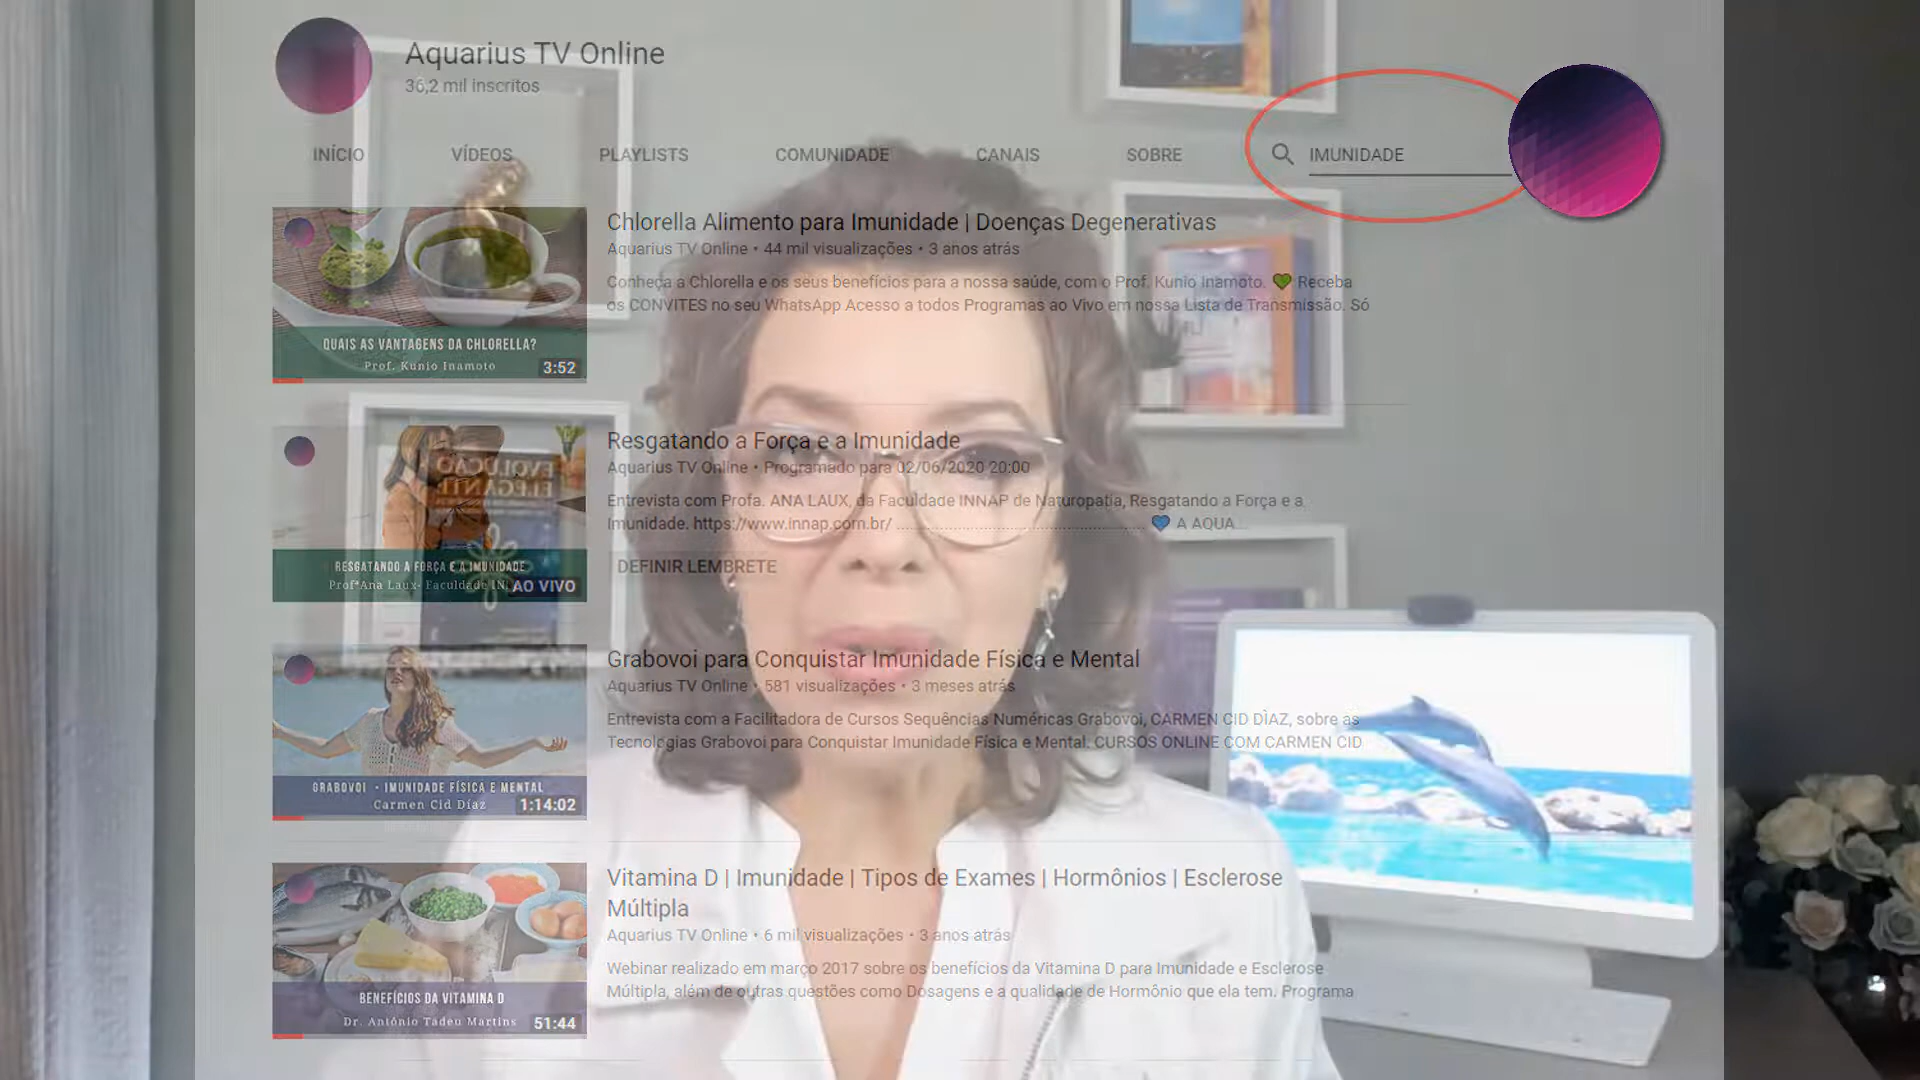 Aquarius TV Online
36,2 mil inscritos
INÍCIO VÍDEOS PLAYLISTS COMUNIDADE CANAIS SOBRE IMUNIDADE
QUAIS AS VANTAGENS DA CHLORELLA?
Prof. Kunio Inamoto
3:52
Chlorella Alimento para Imunidade | Doenças Degenerativas
Aquarius TV Online • 44 mil visualizações • 3 anos atrás
Conheça a Chlorella e os seus benefícios para a nossa saúde, com o Prof. Kunio Inamoto. 💚 Receba
os CONVITES no seu WhatsApp Acesso a todos Programas ao Vivo em nossa Lista de Transmissão. Só
EVOLUÇÃO
ELEGANTE
RESGATANDO A FORÇA E A IMUNIDADE
ProfªAna Laux- Faculdade IN
AO VIVO
Resgatando a Força e a Imunidade
Aquarius TV Online • Programado para 02/06/2020 20:00
Entrevista com Profa. ANA LAUX, da Faculdade INNAP de Naturopatia, Resgatando a Força e a
Imunidade. https://www.innap.com.br/ 💙 A AQUA...
DEFINIR LEMBRETE
GRABOVOI • IMUNIDADE FÍSICA E MENTAL
Carmen Cid Díaz
1:14:02
Grabovoi para Conquistar Imunidade Física e Mental
Aquarius TV Online • 581 visualizações • 3 meses atrás
Entrevista com a Facilitadora de Cursos Sequências Numéricas Grabovoi, CARMEN CID DÌAZ, sobre as
Tecnologias Grabovoi para Conquistar Imunidade Física e Mental. CURSOS ONLINE COM CARMEN CID
BENEFÍCIOS DA VITAMINA D
Dr. Antônio Tadeu Martins
51:44
Vitamina D | Imunidade | Tipos de Exames | Hormônios | Esclerose
Múltipla
Aquarius TV Online • 6 mil visualizações • 3 anos atrás
Webinar realizado em março 2017 sobre os benefícios da Vitamina D para Imunidade e Esclerose
Múltipla, além de outras questões como Dosagens e a qualidade de Hormônio que ela tem. Programa